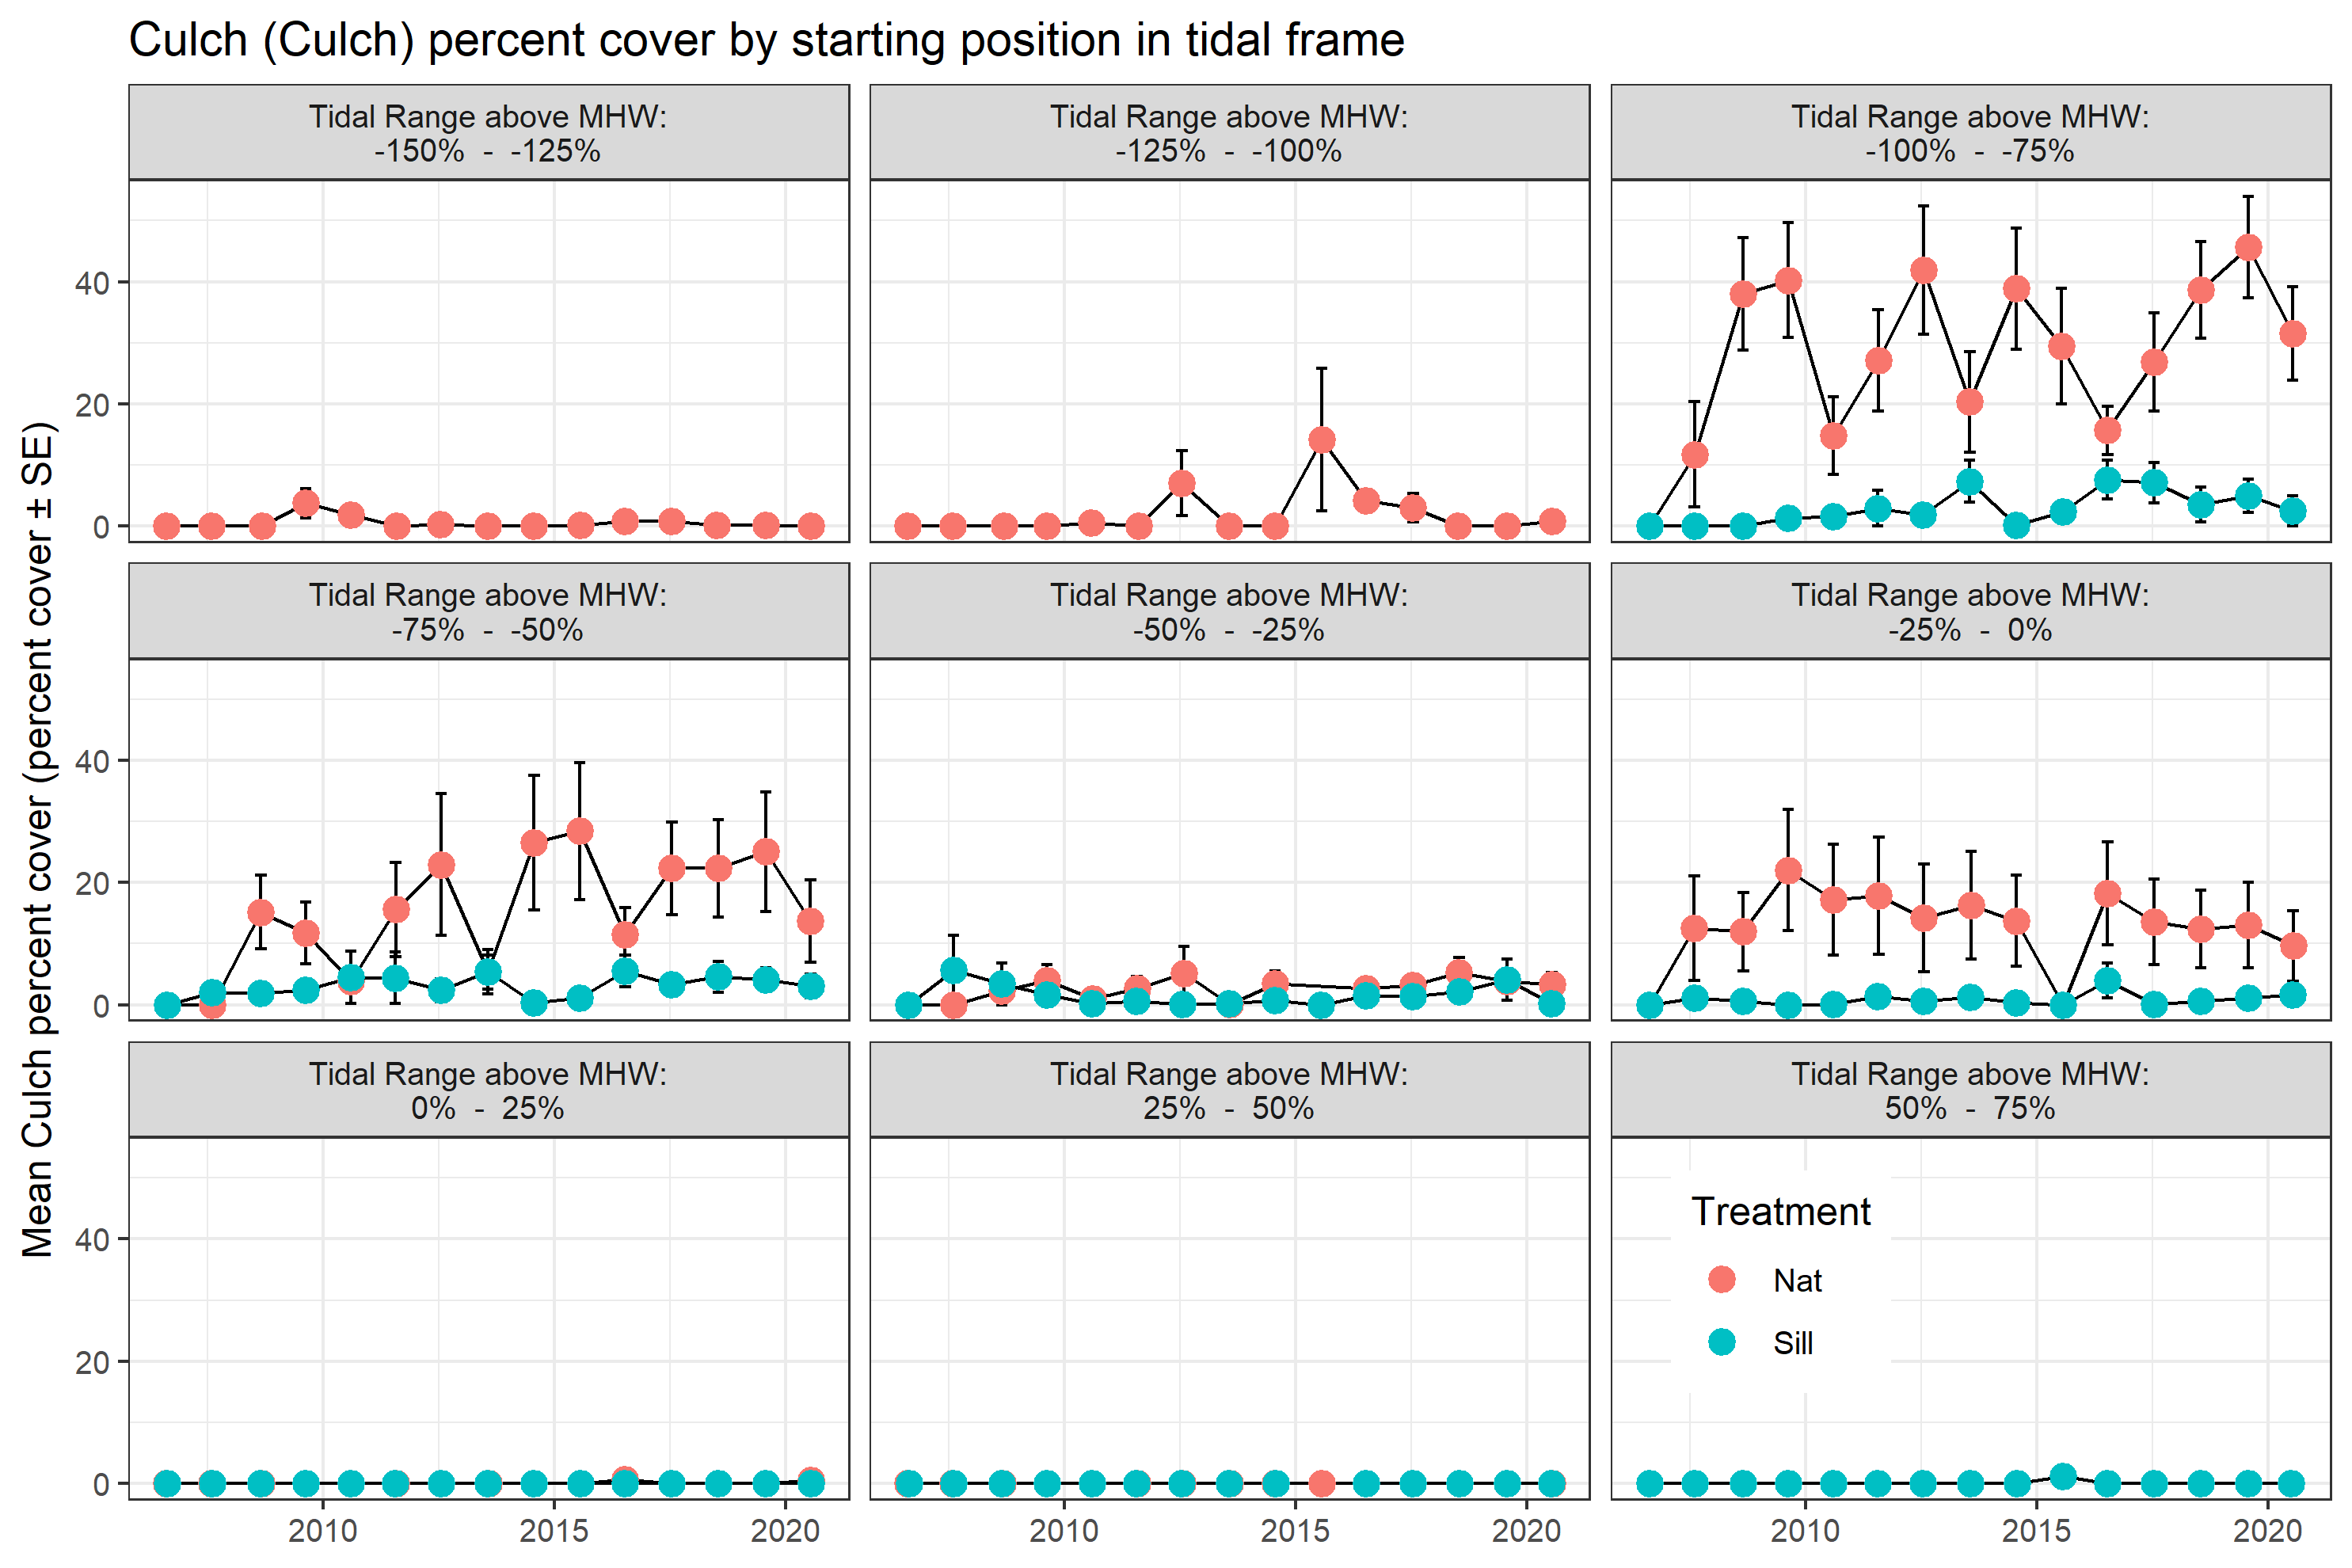 Culch (Culch) percent cover by starting position in tidal frame
Mean Culch percent cover (percent cover ± SE)
Tidal Range above MHW:
-150%  -  -125%
Tidal Range above MHW:
-125%  -  -100%
Tidal Range above MHW:
-100%  -  -75%
40
20
0
Tidal Range above MHW:
-75%  -  -50%
Tidal Range above MHW:
-50%  -  -25%
Tidal Range above MHW:
-25%  -  0%
40
20
0
Tidal Range above MHW:
0%  -  25%
Tidal Range above MHW:
25%  -  50%
Tidal Range above MHW:
50%  -  75%
40
20
0
Treatment
Nat
Sill
2010 2015 2020
2010 2015 2020
2010 2015 2020